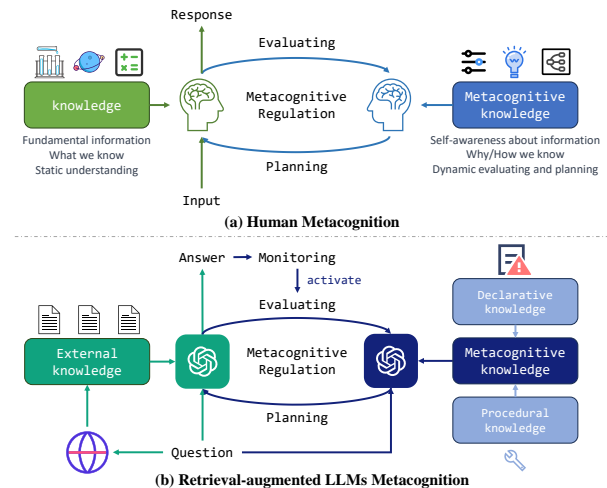 Response
Evaluating
knowledge
Metacognitive
Regulation
Metacognitive
knowledge
Fundamental information
What we know
Static understanding
Self-awareness about information
Why/How we know
Dynamic evaluating and planning
Planning
Input
(a) Human Metacognition
Answer
Monitoring
activate
Evaluating
Declarative
knowledge
External
knowledge
Metacognitive
Regulation
Metacognitive
knowledge
Planning
Procedural
knowledge
Question
(b) Retrieval-augmented LLMs Metacognition